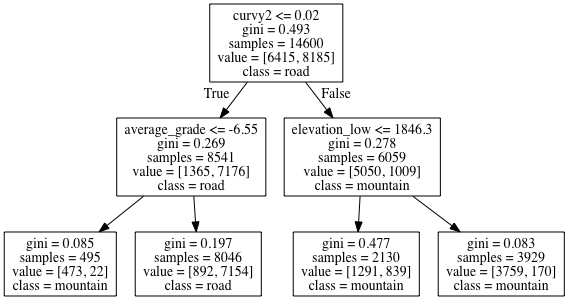 curvy2 <= 0.02
gini = 0.493
samples = 14600
value = [6415, 8185]
class = road
True
False
average_grade <= -6.55
gini = 0.269
samples = 8541
value = [1365, 7176]
class = road
elevation_low <= 1846.3
gini = 0.278
samples = 6059
value = [5050, 1009]
class = mountain
gini = 0.085
samples = 495
value = [473, 22]
class = mountain
gini = 0.197
samples = 8046
value = [892, 7154]
class = road
gini = 0.477
samples = 2130
value = [1291, 839]
class = mountain
gini = 0.083
samples = 3929
value = [3759, 170]
class = mountain